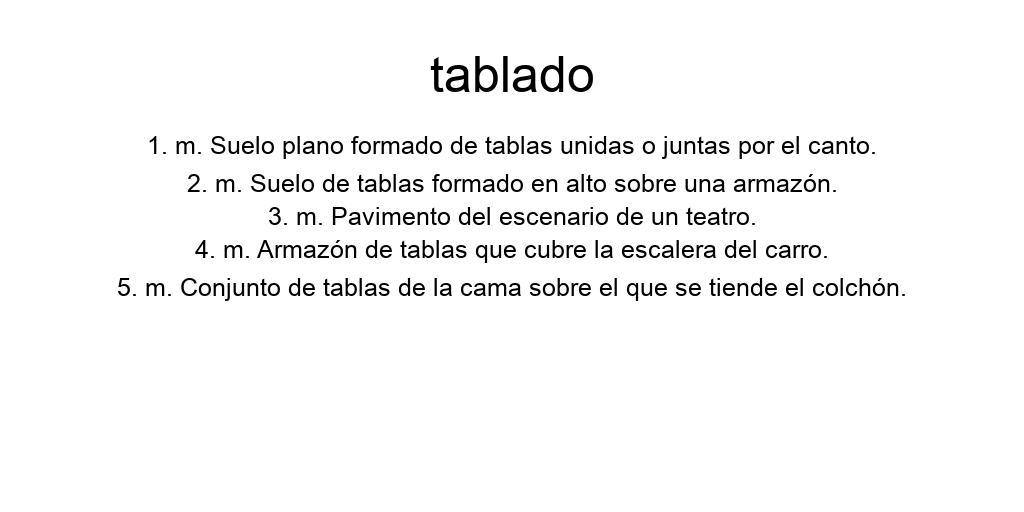 tablado
1. m. Suelo plano formado de tablas unidas o juntas por el canto.
2. m. Suelo de tablas formado en alto sobre una armazón.
3. m. Pavimento del escenario de un teatro.
4. m. Armazón de tablas que cubre la escalera del carro.
5. m. Conjunto de tablas de la cama sobre el que se tiende el colchón.